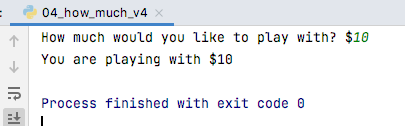 04_how_much_v4
How much would you like to play with? $10
You are playing with $10
Process finished with exit code 0